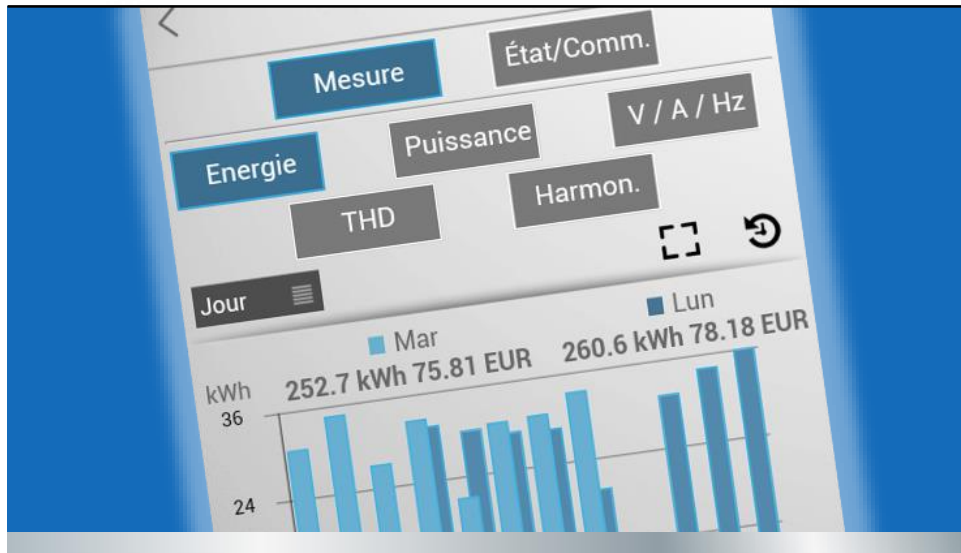 Mesure État/Comm.
Energie Puissance V / A / Hz
THD Harmon.
Jour
Mar Lun
252.7 kWh 75.81 EUR 260.6 kWh 78.18 EUR
kWh
36
24